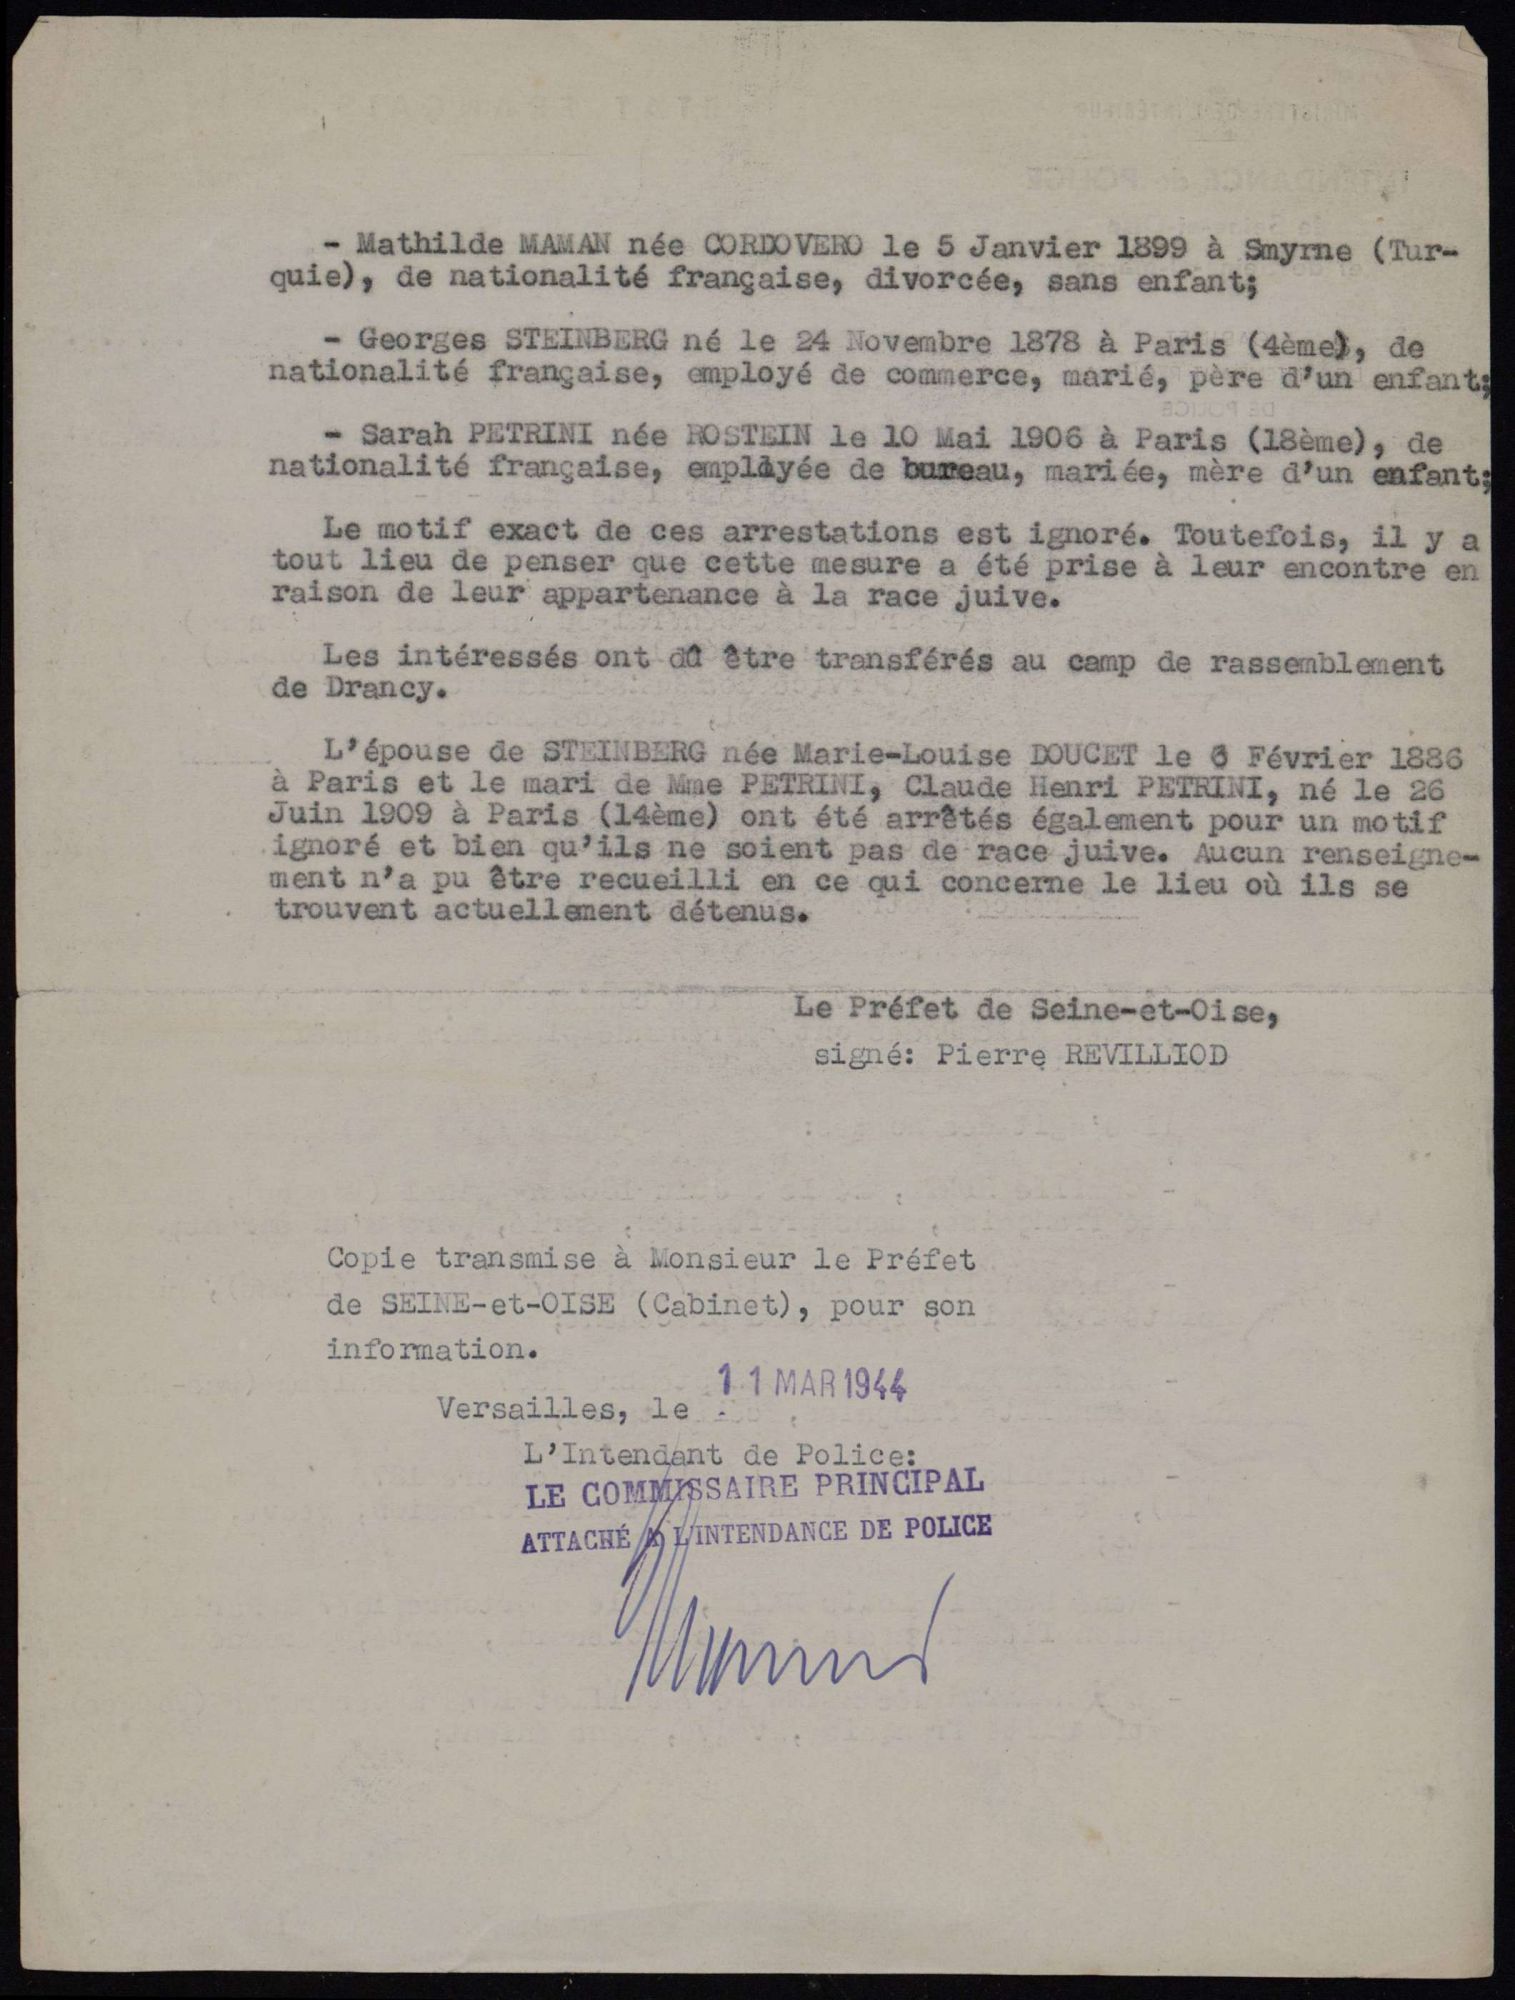 - Mathilde MAMAN née CORDOVERO le 5 Janvier 1899 à Smyrne (Tur-
quie), de nationalité française, divorcée, sans enfant;
- Georges STEINBERG né le 24 Novembre 1878 à Paris (4ème), de
nationalité française, employé de commerce, marié, père d'un enfant;
- Sarah PETRINI née ROSTEIN le 10 Mai 1906 à Paris (18ème), de
nationalité française, employée de bureau, mariée, mère d'un enfant;
Le motif exact de ces arrestations est ignoré. Toutefois, il y a
tout lieu de penser que cette mesure a été prise à leur encontre en
raison de leur appartenance à la race juive.
Les intéressés ont dû être transférés au camp de rassemblement
de Drancy.
L'épouse de STEINBERG née Marie-Louise DOUCET le 6 Février 1886
à Paris et le mari de Mme PETRINI, Claude Henri PETRINI, né le 26
Juin 1909 à Paris (14ème) ont été arrêtés également pour un motif
ignoré et bien qu'ils ne soient pas de race juive. Aucun renseigne-
ment n'a pu être recueilli en ce qui concerne le lieu où ils se
trouvent actuellement détenus.
Le Préfet de Seine-et-Oise,
signé: Pierre REVILLIOD
Copie transmise à Monsieur le Préfet
de SEINE-et-OISE (Cabinet), pour son
information.
11 MAR 1944
Versailles, le
L'Intendant de Police:
LE COMMISSAIRE PRINCIPAL
ATTACHÉ A L'INTENDANCE DE POLICE